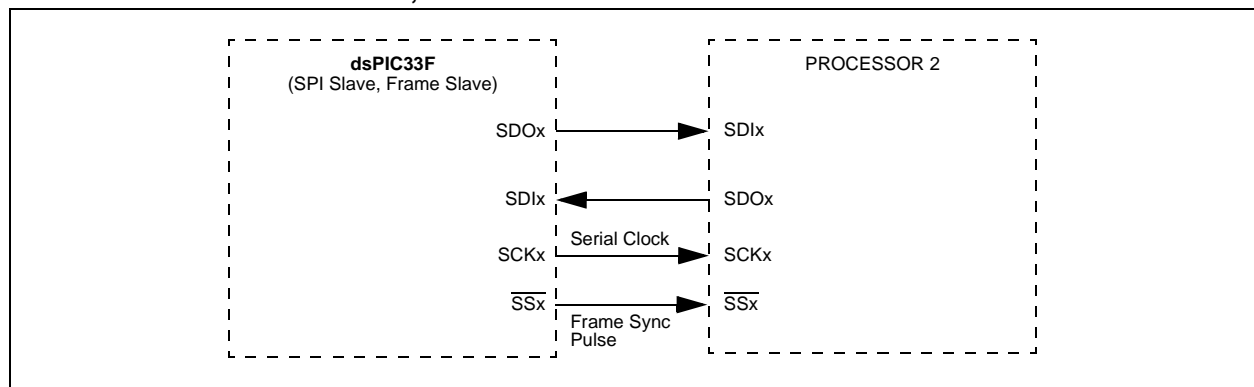 dsPIC33F
(SPI Slave, Frame Slave)
PROCESSOR 2
SDOx
SDIx
SDIx
SDOx
Serial Clock
SCKx
SCKx
SSx
SSx
Frame Sync
Pulse